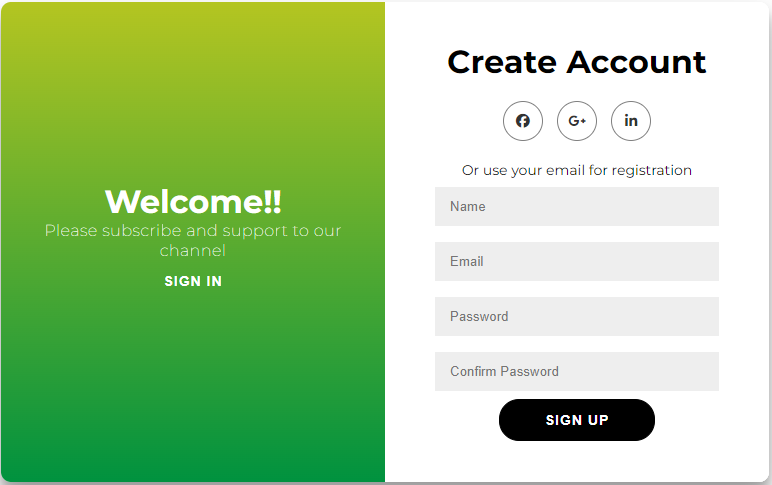 Welcome!!
Please subscribe and support to our
channel
SIGN IN
Create Account
G+
in
Or use your email for registration
Name
Email
Password
Confirm Password
SIGN UP